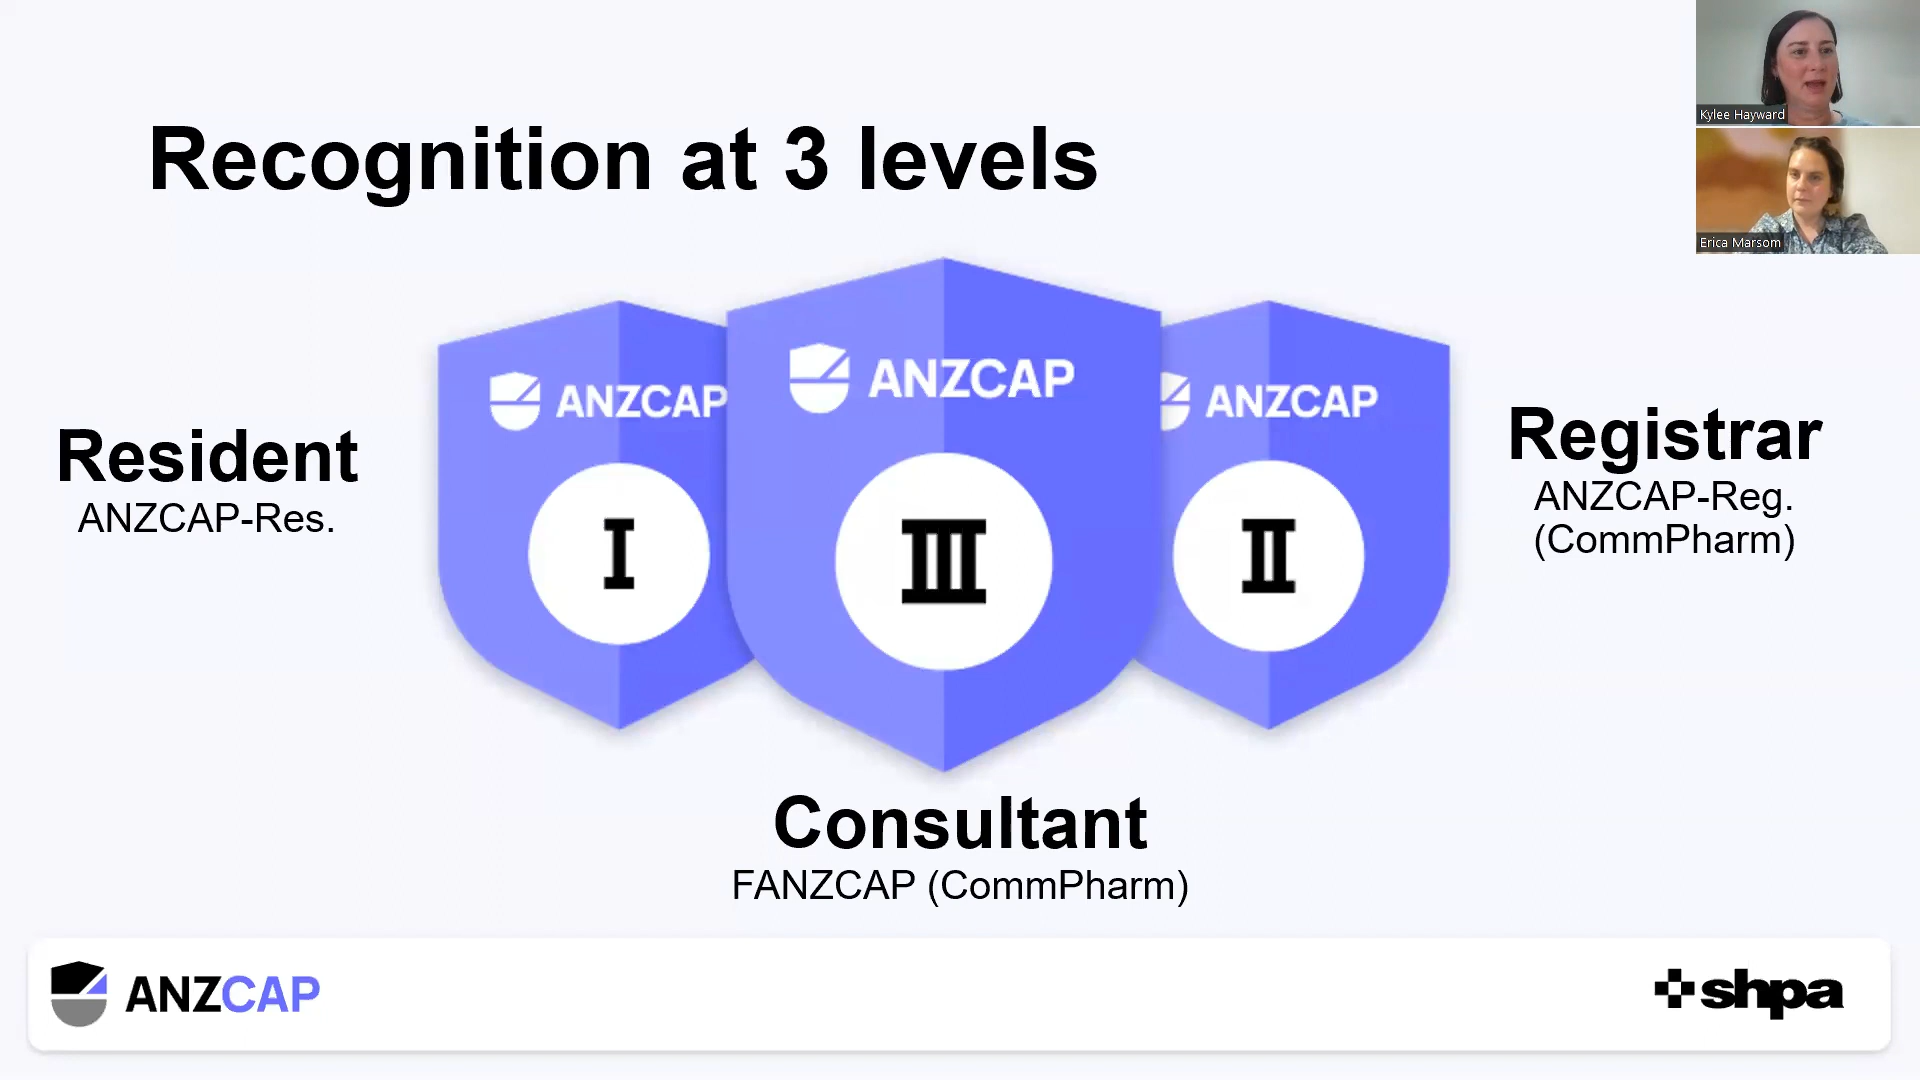 Kylee Hayward
Erica Marsom
Recognition at 3 levels
ANZCAP
ANZCAP
ANZCAP
Resident
ANZCAP-Res.
I
III
II
Registrar
ANZCAP-Reg.
(CommPharm)
Consultant
FANZCAP (CommPharm)
ANZCAP
shpa